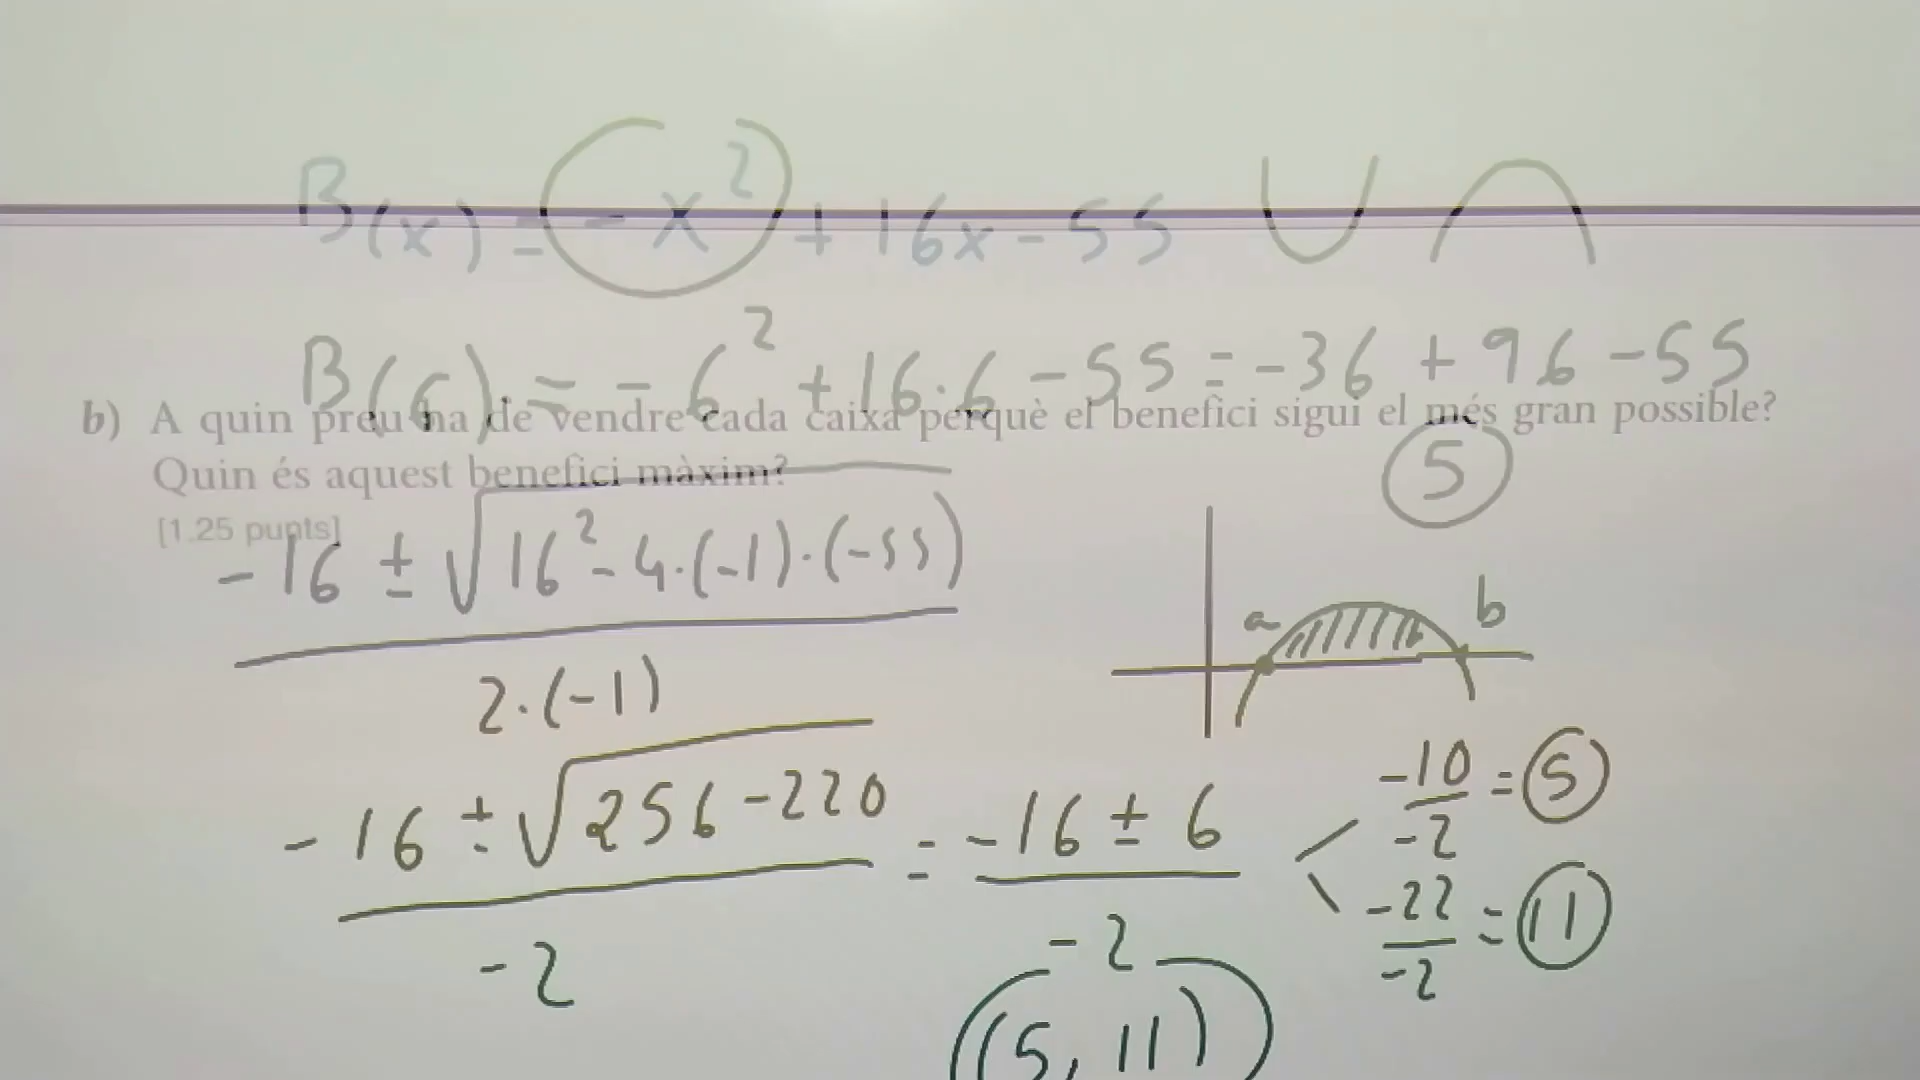 B(x) = -x² + 16x - 55
B(6) = -6² + 16·6 - 55 = -36 + 96 - 55
5
b) A quin preu ha de vendre cada caixa perquè el benefici sigui el més gran possible?
Quin és aquest benefici màxim?
[1.25 punts]
-16 ± √16² - 4·(-1)·(-55)
2·(-1)
a b
-16 ± √256 - 220 = -16 ± 6
-2 -2
-10 = 5
-2
-22 = 11
-2
(5, 11)